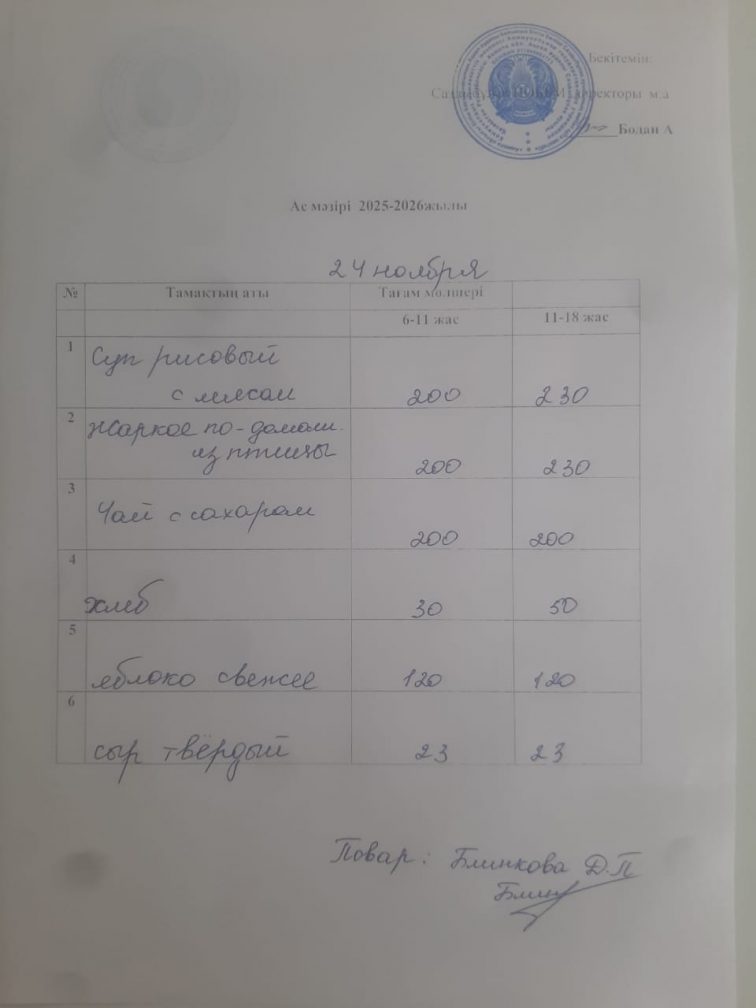 Бекітемін:
директоры м.а
Бодан А
Ас мәзірі 2025-2026жылы
24 ноября
№ Тамақтың аты Тағам мөлшері
6-11 жас 11-18 жас
1 Суп рисовый
с мясом 200 230
2 Жаркое по-домаш.
из птицы 200 230
3 Чай с сахаром 200 200
4 хлеб 30 50
5 яблоко свежее 120 120
6 сыр твёрдый 23 23
Повар: Блинкова Д.П
Блин